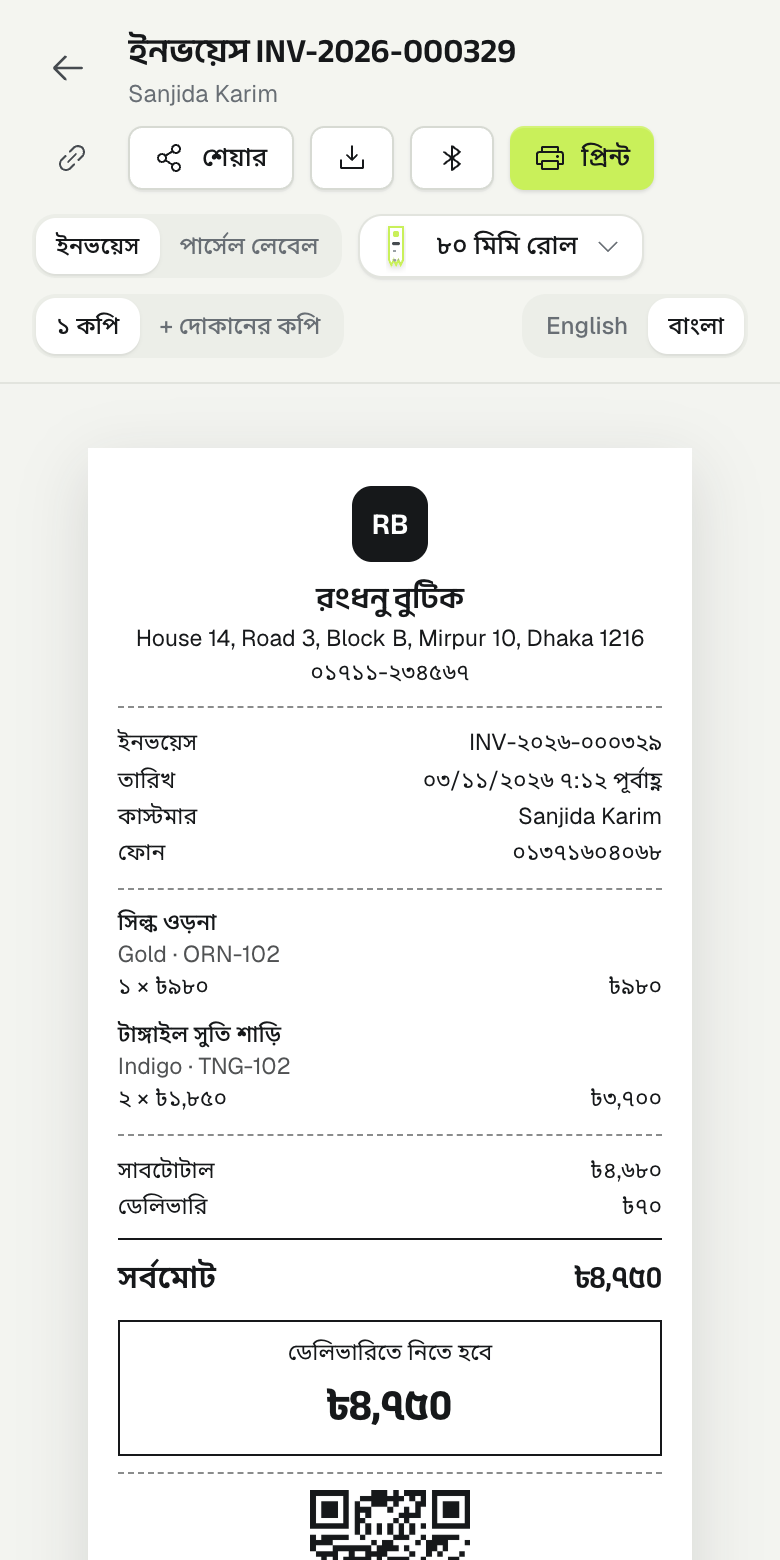 ইনভয়েস INV-2026-000329
Sanjida Karim
শেয়ার
প্রিন্ট
ইনভয়েস
পার্সেল লেবেল
৮০ মিমি রোল
১ কপি
+ দোকানের কপি
English
বাংলা
RB
রংধনু বুটিক
House 14, Road 3, Block B, Mirpur 10, Dhaka 1216
০১৭১১-২৩৪৫৬৭
ইনভয়েস INV-২০২৬-০০০৩২৯
তারিখ ০৩/১১/২০২৬ ৭:১২ পূর্বাহ্ণ
কাস্টমার Sanjida Karim
ফোন ০১৩৭১৬০৪০৬৮
সিল্ক ওড়না
Gold · ORN-102
১ × ৳৯৮০ ৳৯৮০
টাঙ্গাইল সুতি শাড়ি
Indigo · TNG-102
২ × ৳১,৮৫০ ৳৩,৭০০
সাবটোটাল ৳৪,৬৮০
ডেলিভারি ৳৭০
সর্বমোট ৳৪,৭৫০
ডেলিভারিতে নিতে হবে
৳৪,৭৫০